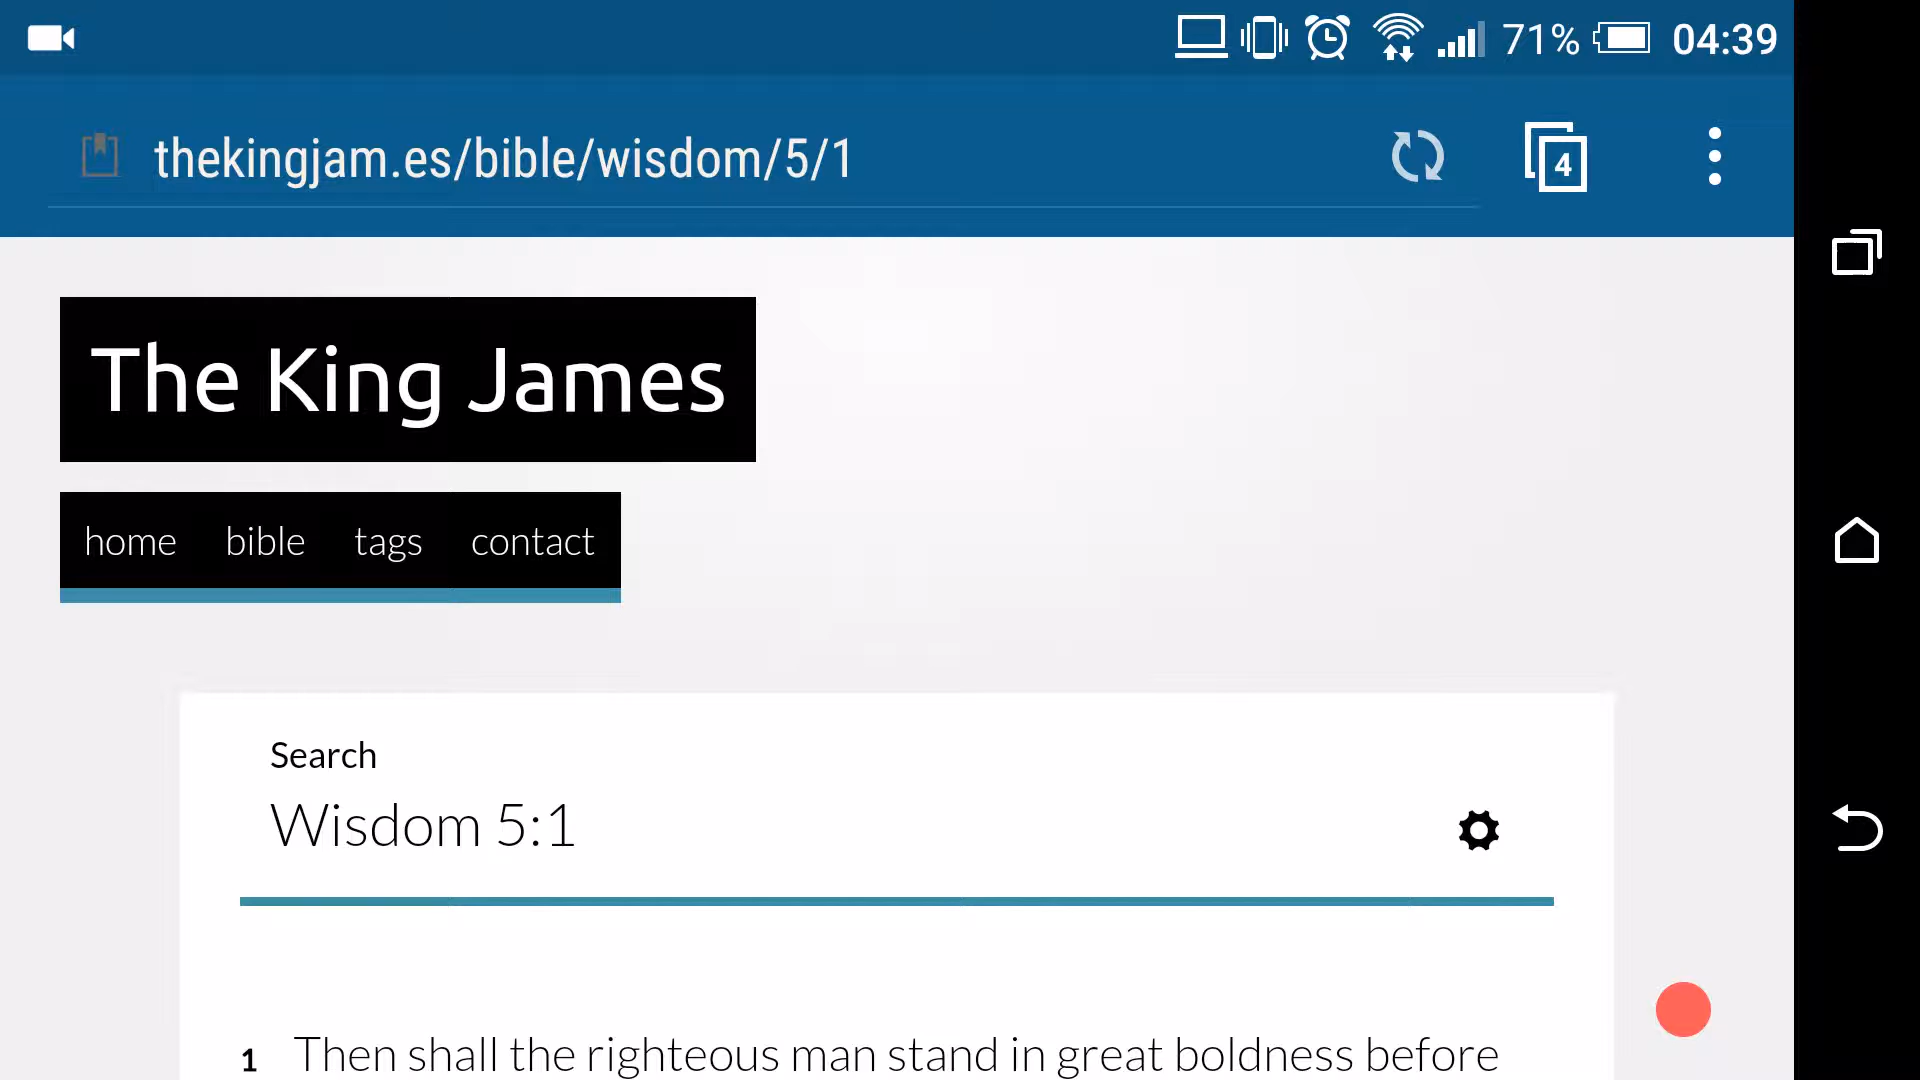 71% 04:39
thekingjam.es/bible/wisdom/5/1
4
The King James
home bible tags contact
Search
Wisdom 5:1
1 Then shall the righteous man stand in great boldness before